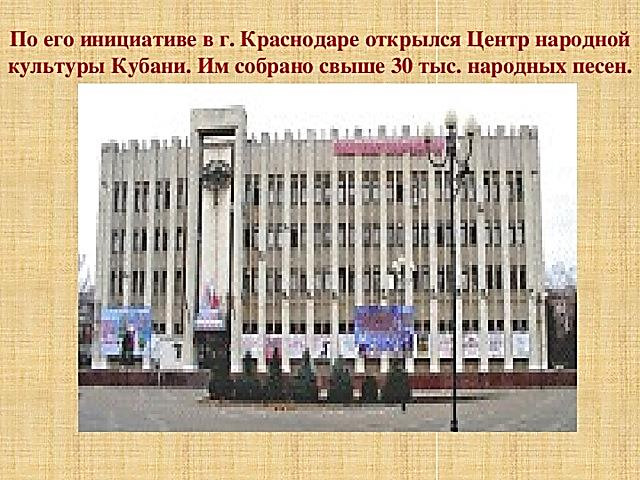 По его инициативе в г. Краснодаре открылся Центр народной
культуры Кубани. Им собрано свыше 30 тыс. народных песен.